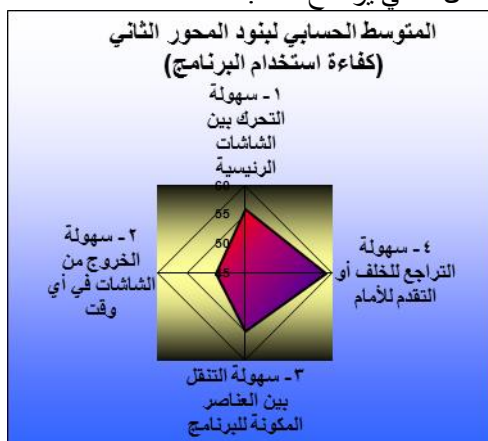 المتوسط الحسابي لبنود المحور الثاني
(كفاءة استخدام البرنامج)
١- سهولة
التحرك بين
الشاشات
الرئيسية
60
55
50
45
٢- سهولة
الخروج من
الشاشات في أي
وقت
٤- سهولة
التراجع للخلف أو
التقدم للأمام
٣- سهولة التنقل
بين العناصر
المكونة للبرنامج